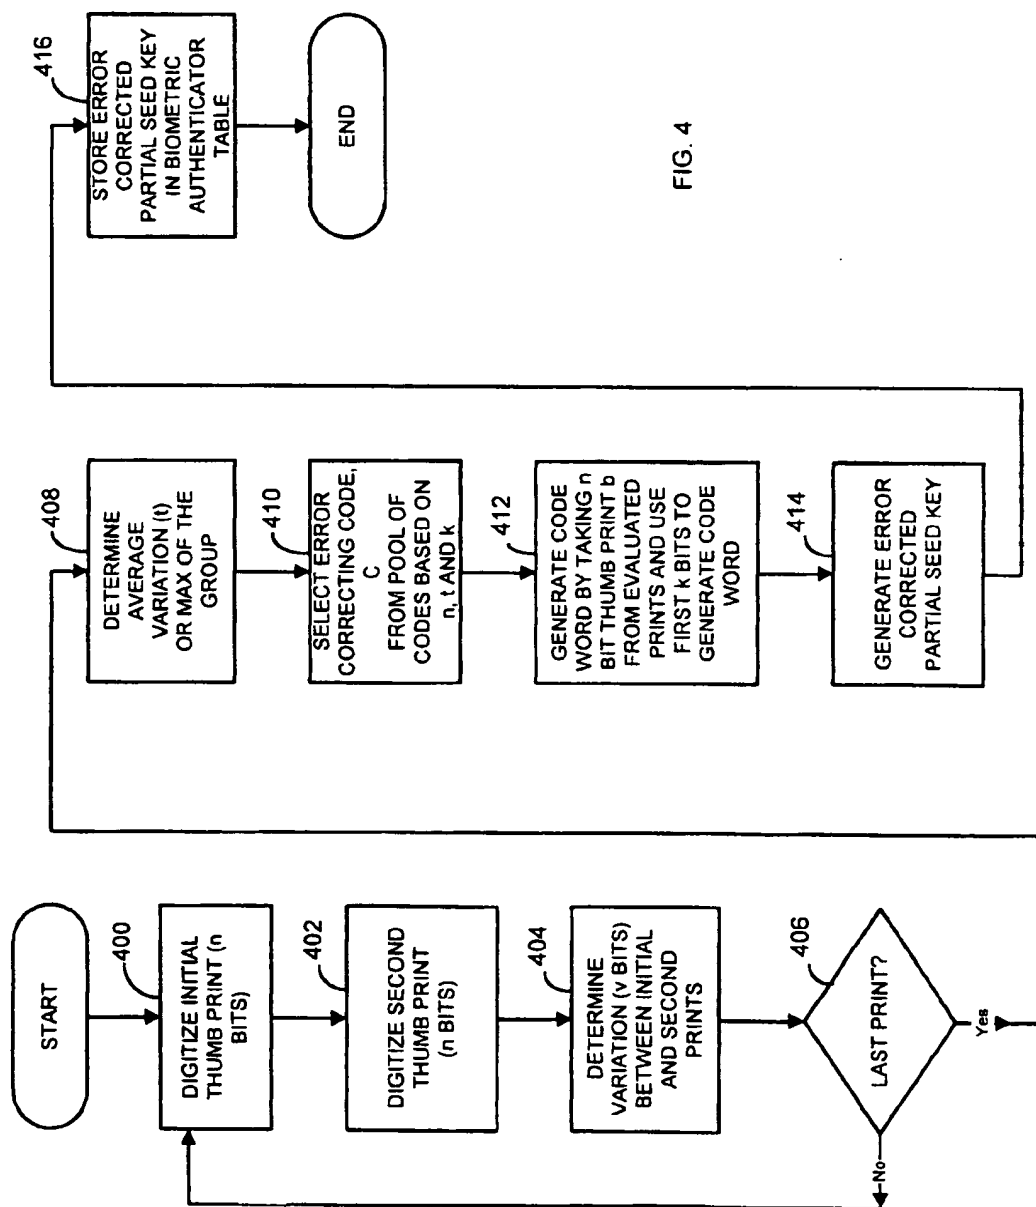 START
400
DIGITIZE INITIAL
THUMB PRINT (n
BITS)
402
DIGITIZE SECOND
THUMB PRINT
(n BITS)
404
DETERMINE
VARIATION (v BITS)
BETWEEN INITIAL
AND SECOND
PRINTS
406
LAST PRINT?
No
Yes
408
DETERMINE
AVERAGE
VARIATION (t)
OR MAX OF THE
GROUP
410
SELECT ERROR
CORRECTING CODE,
C
FROM POOL OF
CODES BASED ON
n, t AND k
412
GENERATE CODE
WORD BY TAKING n
BIT THUMB PRINT b
FROM EVALUATED
PRINTS AND USE
FIRST k BITS TO
GENERATE CODE
WORD
414
GENERATE ERROR
CORRECTED
PARTIAL SEED KEY
416
STORE ERROR
CORRECTED
PARTIAL SEED KEY
IN BIOMETRIC
AUTHENTICATOR
TABLE
END
FIG. 4